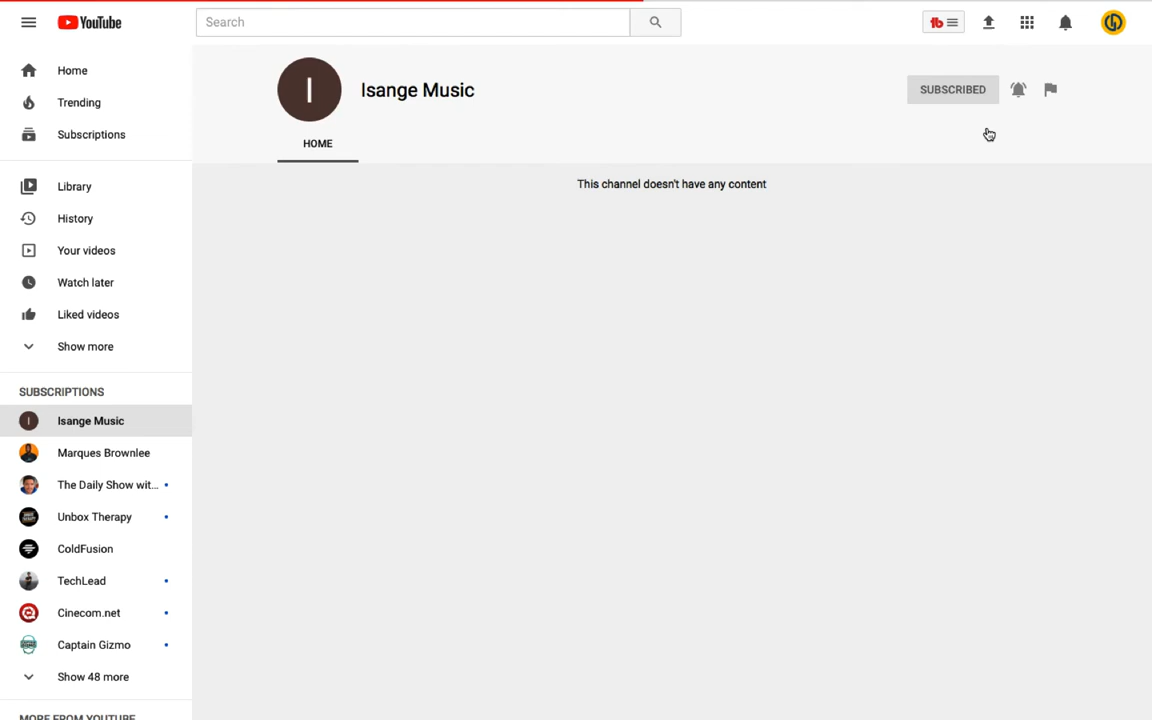 YouTube
Search
tb
Home
Trending
Subscriptions
Library
History
Your videos
Watch later
Liked videos
Show more
SUBSCRIPTIONS
I Isange Music
Marques Brownlee
The Daily Show wit...
Unbox Therapy
ColdFusion
TechLead
Cinecom.net
Captain Gizmo
Show 48 more
MORE FROM YOUTUBE
I
Isange Music
SUBSCRIBED
HOME
This channel doesn't have any content